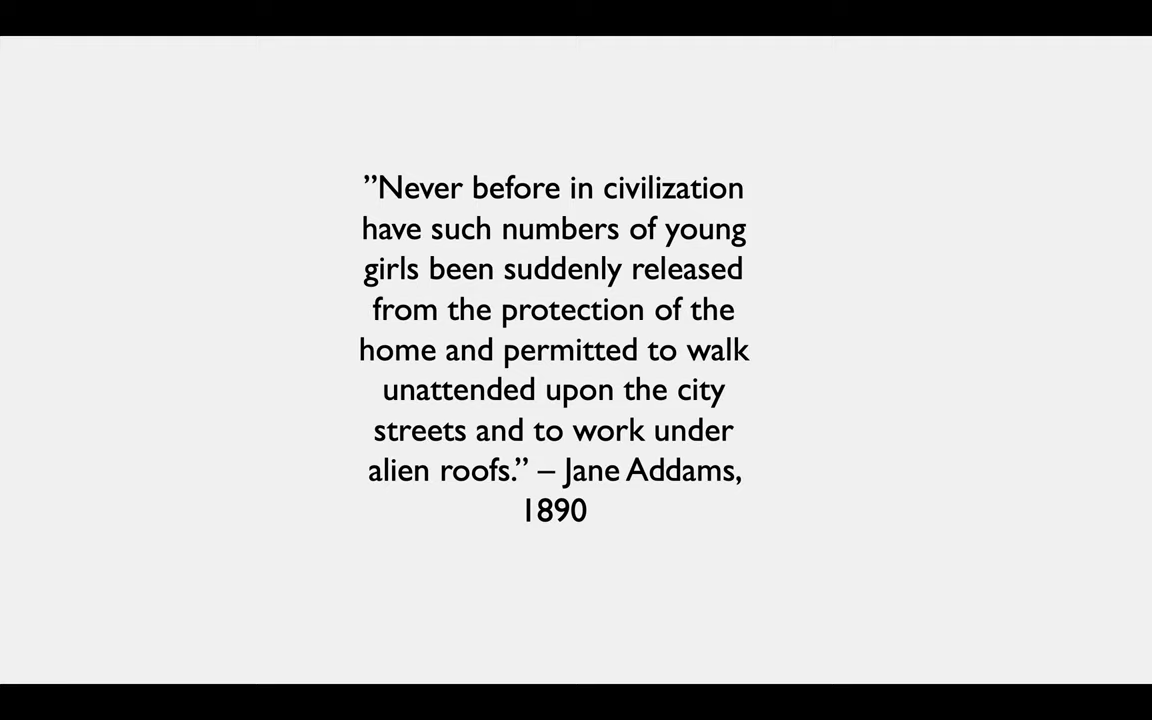 ”Never before in civilization
have such numbers of young
girls been suddenly released
from the protection of the
home and permitted to walk
unattended upon the city
streets and to work under
alien roofs.” – Jane Addams,
1890